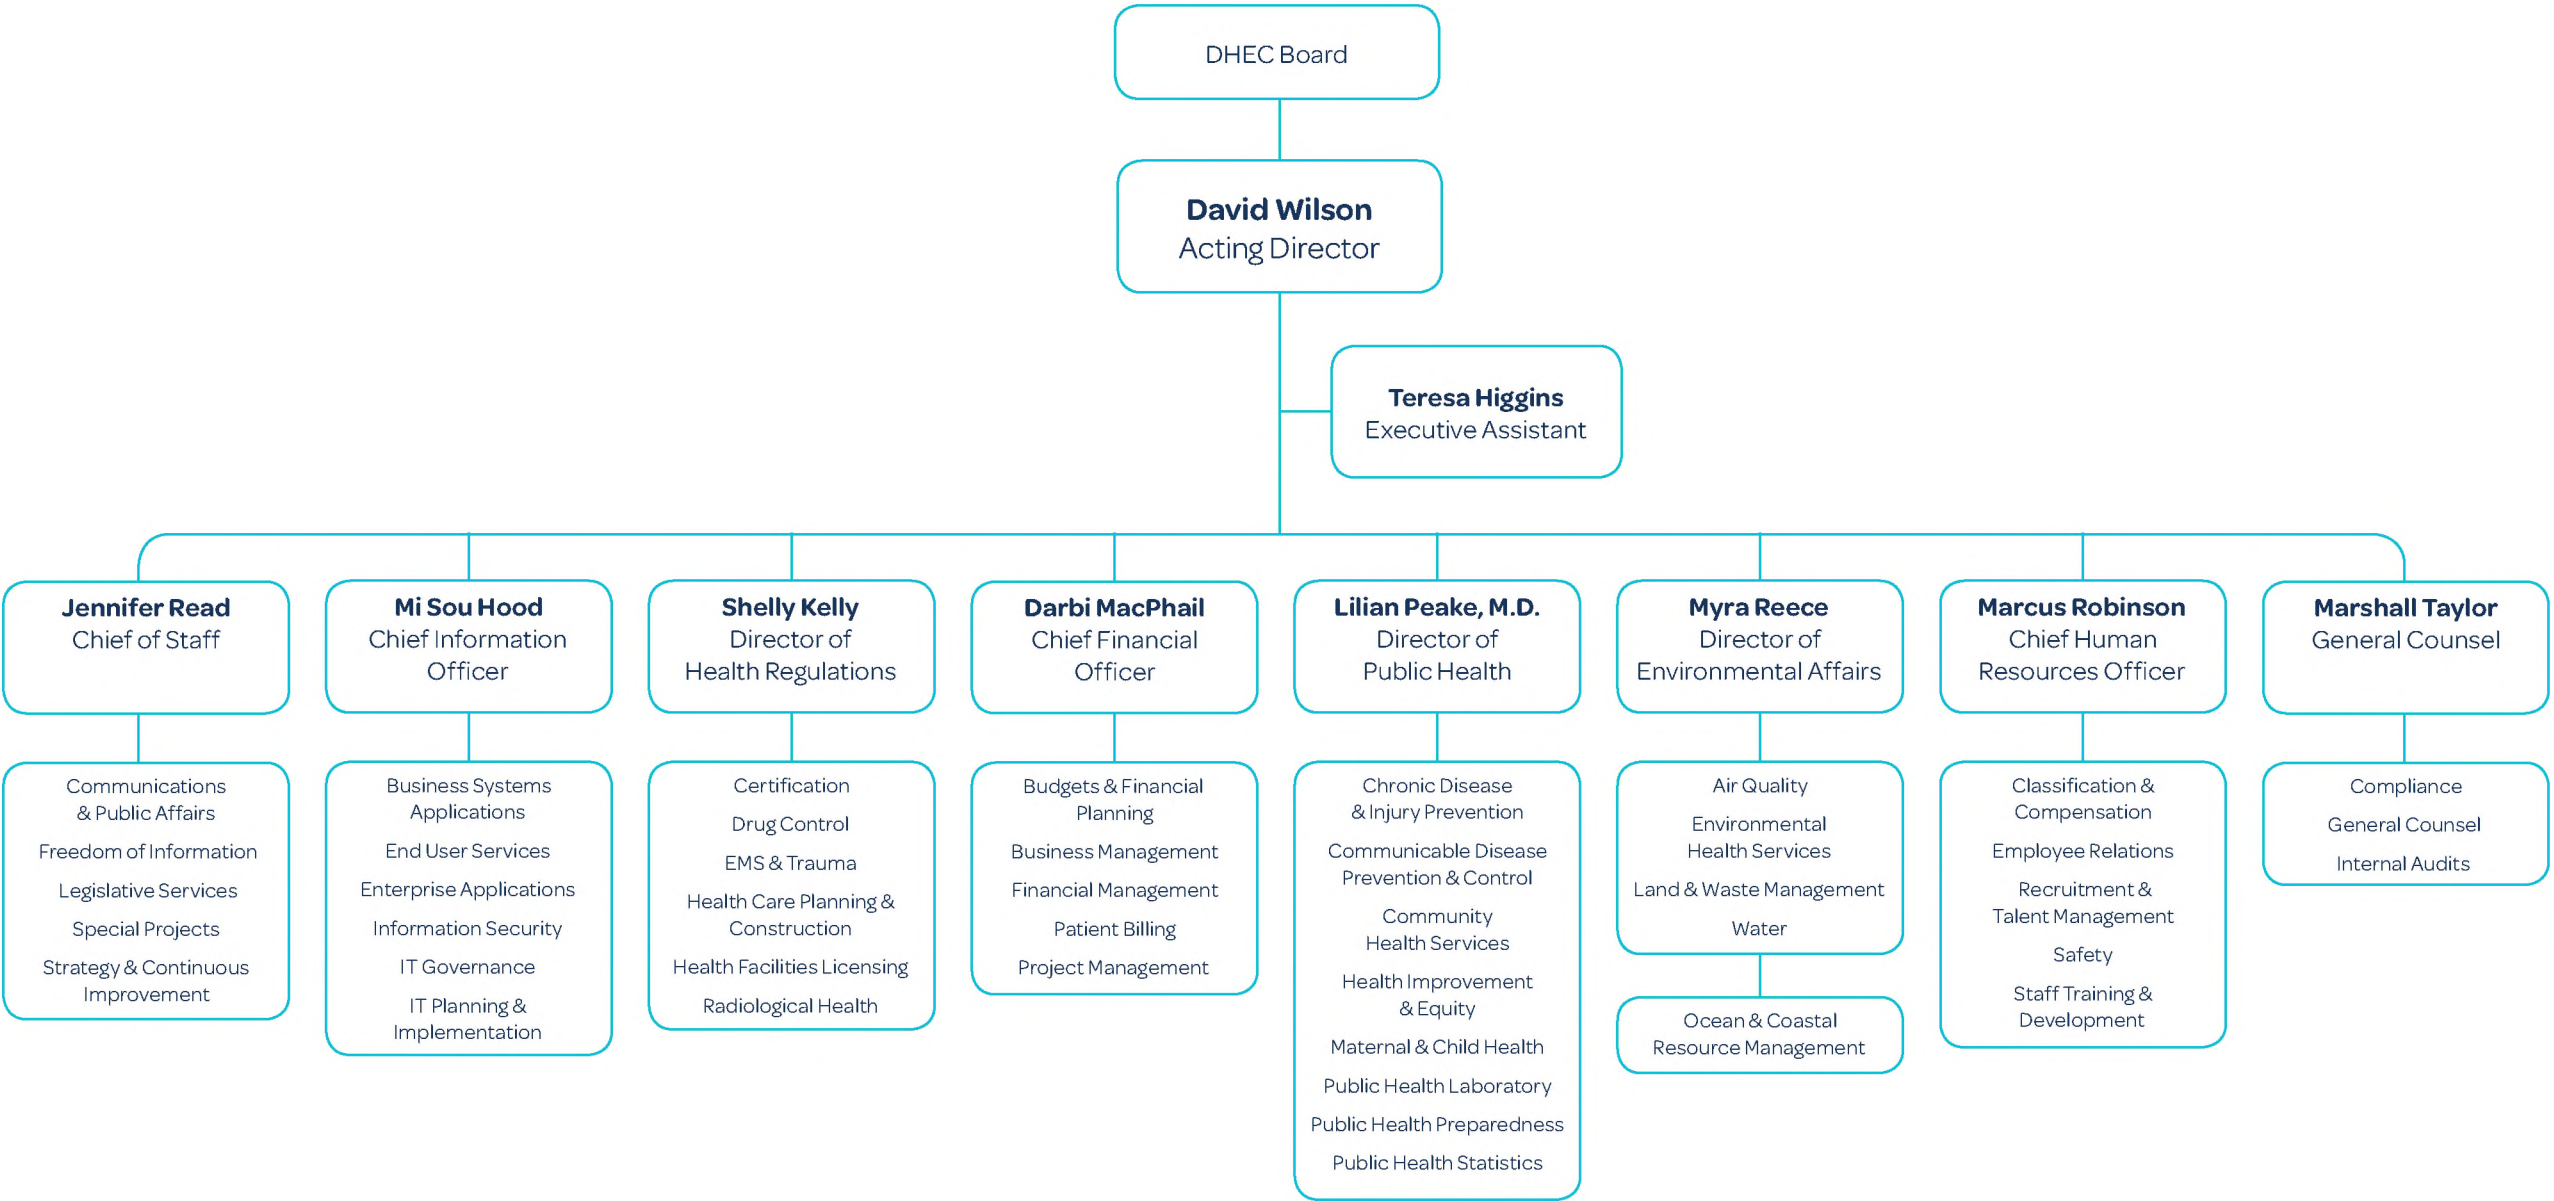 DHEC Board
David Wilson
Acting Director
Teresa Higgins
Executive Assistant
Jennifer Read
Chief of Staff
Mi Sou Hood
Chief Information
Officer
Shelly Kelly
Director of
Health Regulations
Darbi MacPhail
Chief Financial
Officer
Lilian Peake, M.D.
Director of
Public Health
Myra Reece
Director of
Environmental Affairs
Marcus Robinson
Chief Human
Resources Officer
Marshall Taylor
General Counsel
Communications
& Public Affairs
Freedom of Information
Legislative Services
Special Projects
Strategy & Continuous
Improvement
Business Systems
Applications
End User Services
Enterprise Applications
Information Security
IT Governance
IT Planning &
Implementation
Certification
Drug Control
EMS & Trauma
Health Care Planning &
Construction
Health Facilities Licensing
Radiological Health
Budgets & Financial
Planning
Business Management
Financial Management
Patient Billing
Project Management
Chronic Disease
& Injury Prevention
Communicable Disease
Prevention & Control
Community
Health Services
Health Improvement
& Equity
Maternal & Child Health
Public Health Laboratory
Public Health Preparedness
Public Health Statistics
Air Quality
Environmental
Health Services
Land & Waste Management
Water
Ocean & Coastal
Resource Management
Classification &
Compensation
Employee Relations
Recruitment &
Talent Management
Safety
Staff Training &
Development
Compliance
General Counsel
Internal Audits